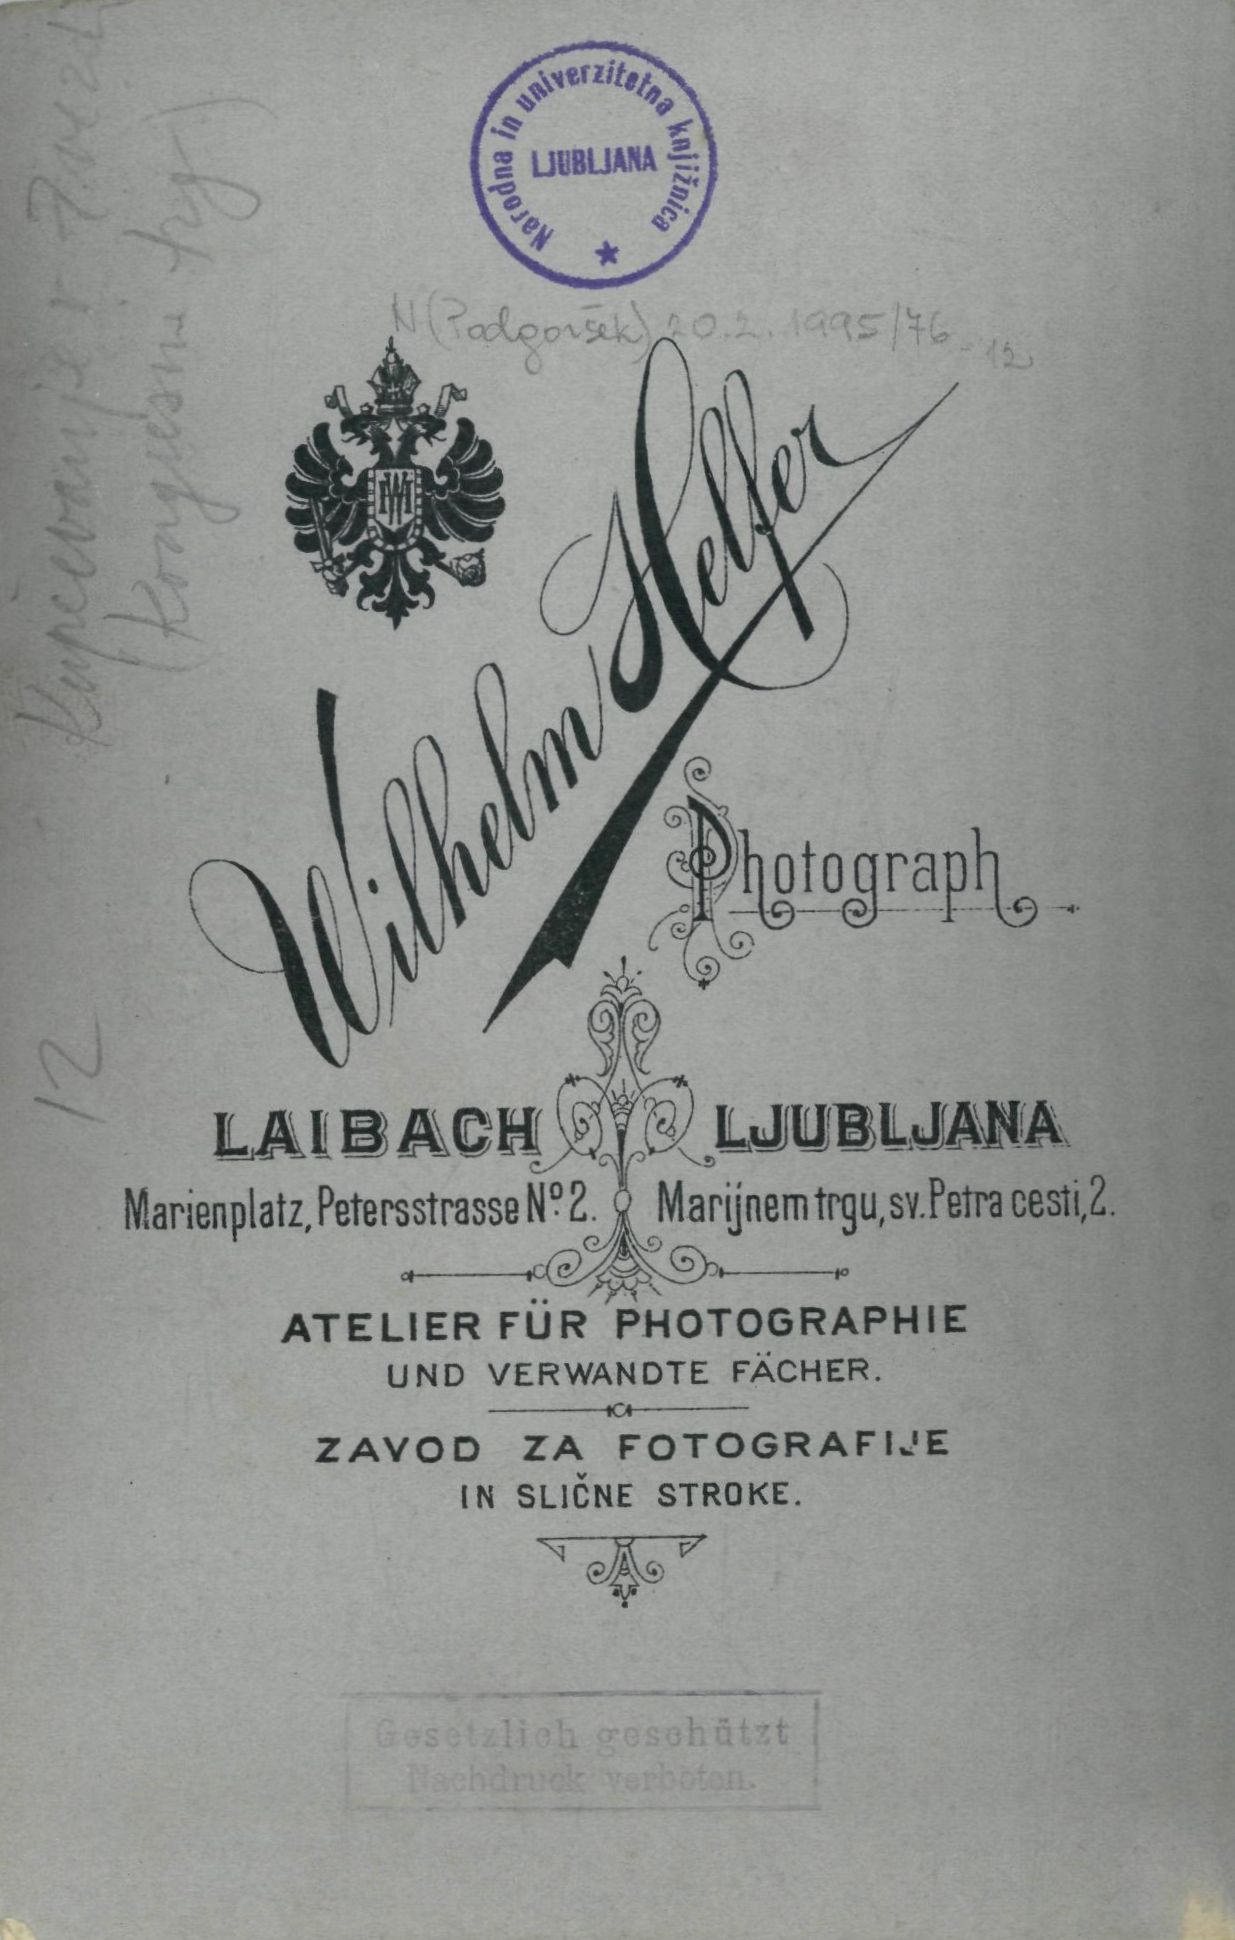 Narodna in univerzitetna knjižnica
LJUBLJANA
N (Podgoršek) 20.2.1995/76-12
(Kongresni trg)
Wilhelm Helfer
Photograph
LAIBACH LJUBLJANA
Marienplatz, Petersstrasse Nº 2. Marijnem trgu, sv. Petra cesti, 2.
ATELIER FÜR PHOTOGRAPHIE
UND VERWANDTE FÄCHER.
ZAVOD ZA FOTOGRAFIJE
IN SLIČNE STROKE.
Gesetzlich geschützt
Nachdruck verboten.
12